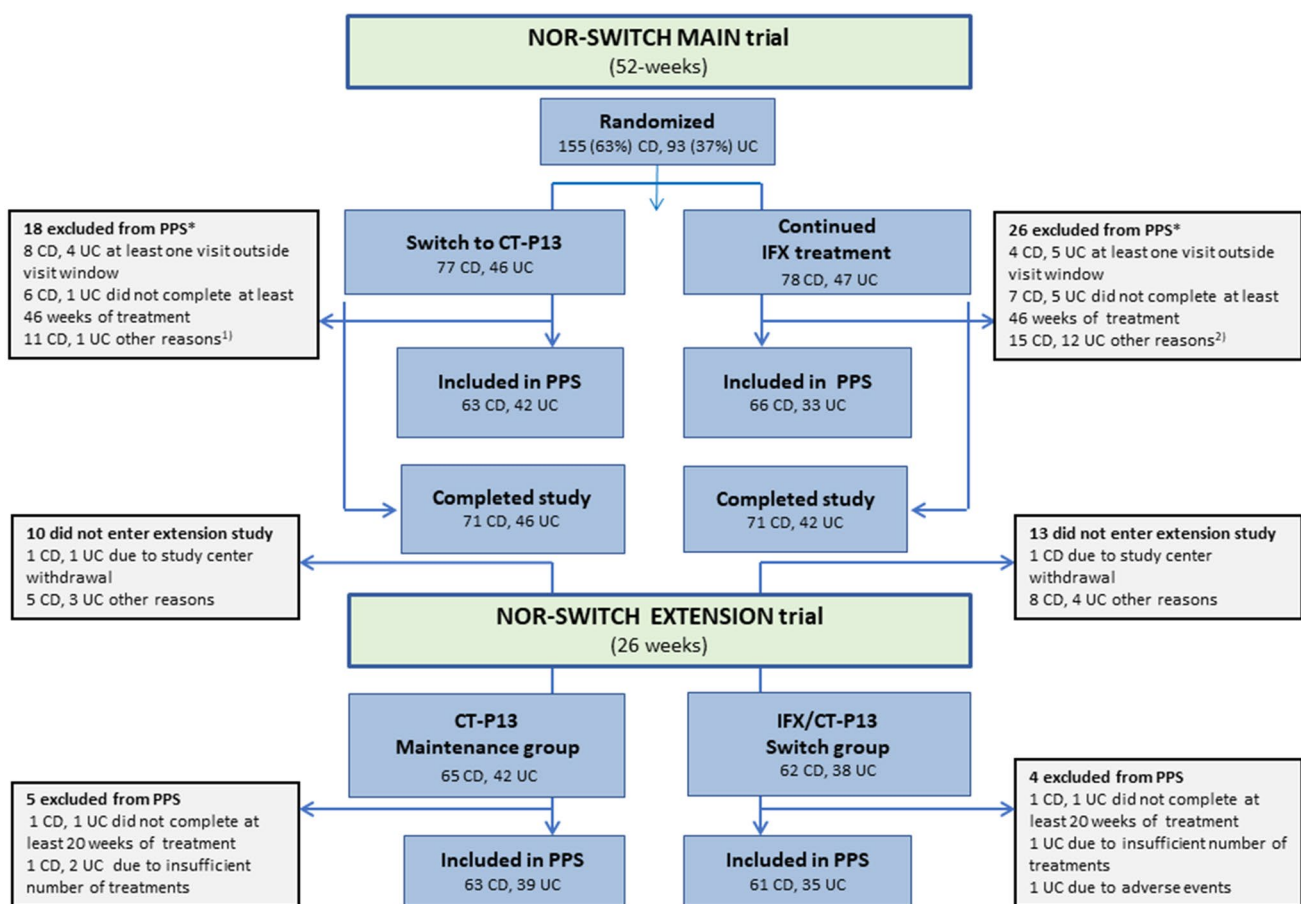 NOR-SWITCH MAIN trial
(52-weeks)
Randomized
155 (63%) CD, 93 (37%) UC
18 excluded from PPS*
8 CD, 4 UC at least one visit outside
visit window
6 CD, 1 UC did not complete at least
46 weeks of treatment
11 CD, 1 UC other reasons1)
Switch to CT-P13
77 CD, 46 UC
Continued
IFX treatment
78 CD, 47 UC
26 excluded from PPS*
4 CD, 5 UC at least one visit outside
visit window
7 CD, 5 UC did not complete at least
46 weeks of treatment
15 CD, 12 UC other reasons2)
Included in PPS
63 CD, 42 UC
Included in PPS
66 CD, 33 UC
Completed study
71 CD, 46 UC
Completed study
71 CD, 42 UC
10 did not enter extension study
1 CD, 1 UC due to study center
withdrawal
5 CD, 3 UC other reasons
13 did not enter extension study
1 CD due to study center
withdrawal
8 CD, 4 UC other reasons
NOR-SWITCH EXTENSION trial
(26 weeks)
CT-P13
Maintenance group
65 CD, 42 UC
IFX/CT-P13
Switch group
62 CD, 38 UC
5 excluded from PPS
1 CD, 1 UC did not complete at
least 20 weeks of treatment
1 CD, 2 UC due to insufficient
number of treatments
4 excluded from PPS
1 CD, 1 UC did not complete at
least 20 weeks of treatment
1 UC due to insufficient number of
treatments
1 UC due to adverse events
Included in PPS
63 CD, 39 UC
Included in PPS
61 CD, 35 UC